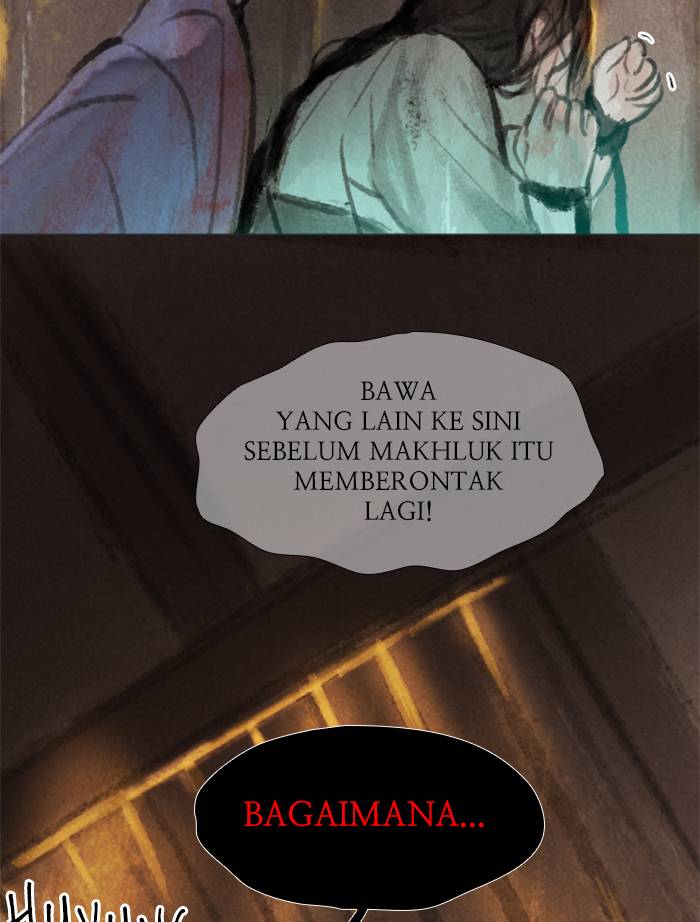 BAWA
YANG LAIN KE SINI
SEBELUM MAKHLUK ITU
MEMBERONTAK
LAGI!
BAGAIMANA...